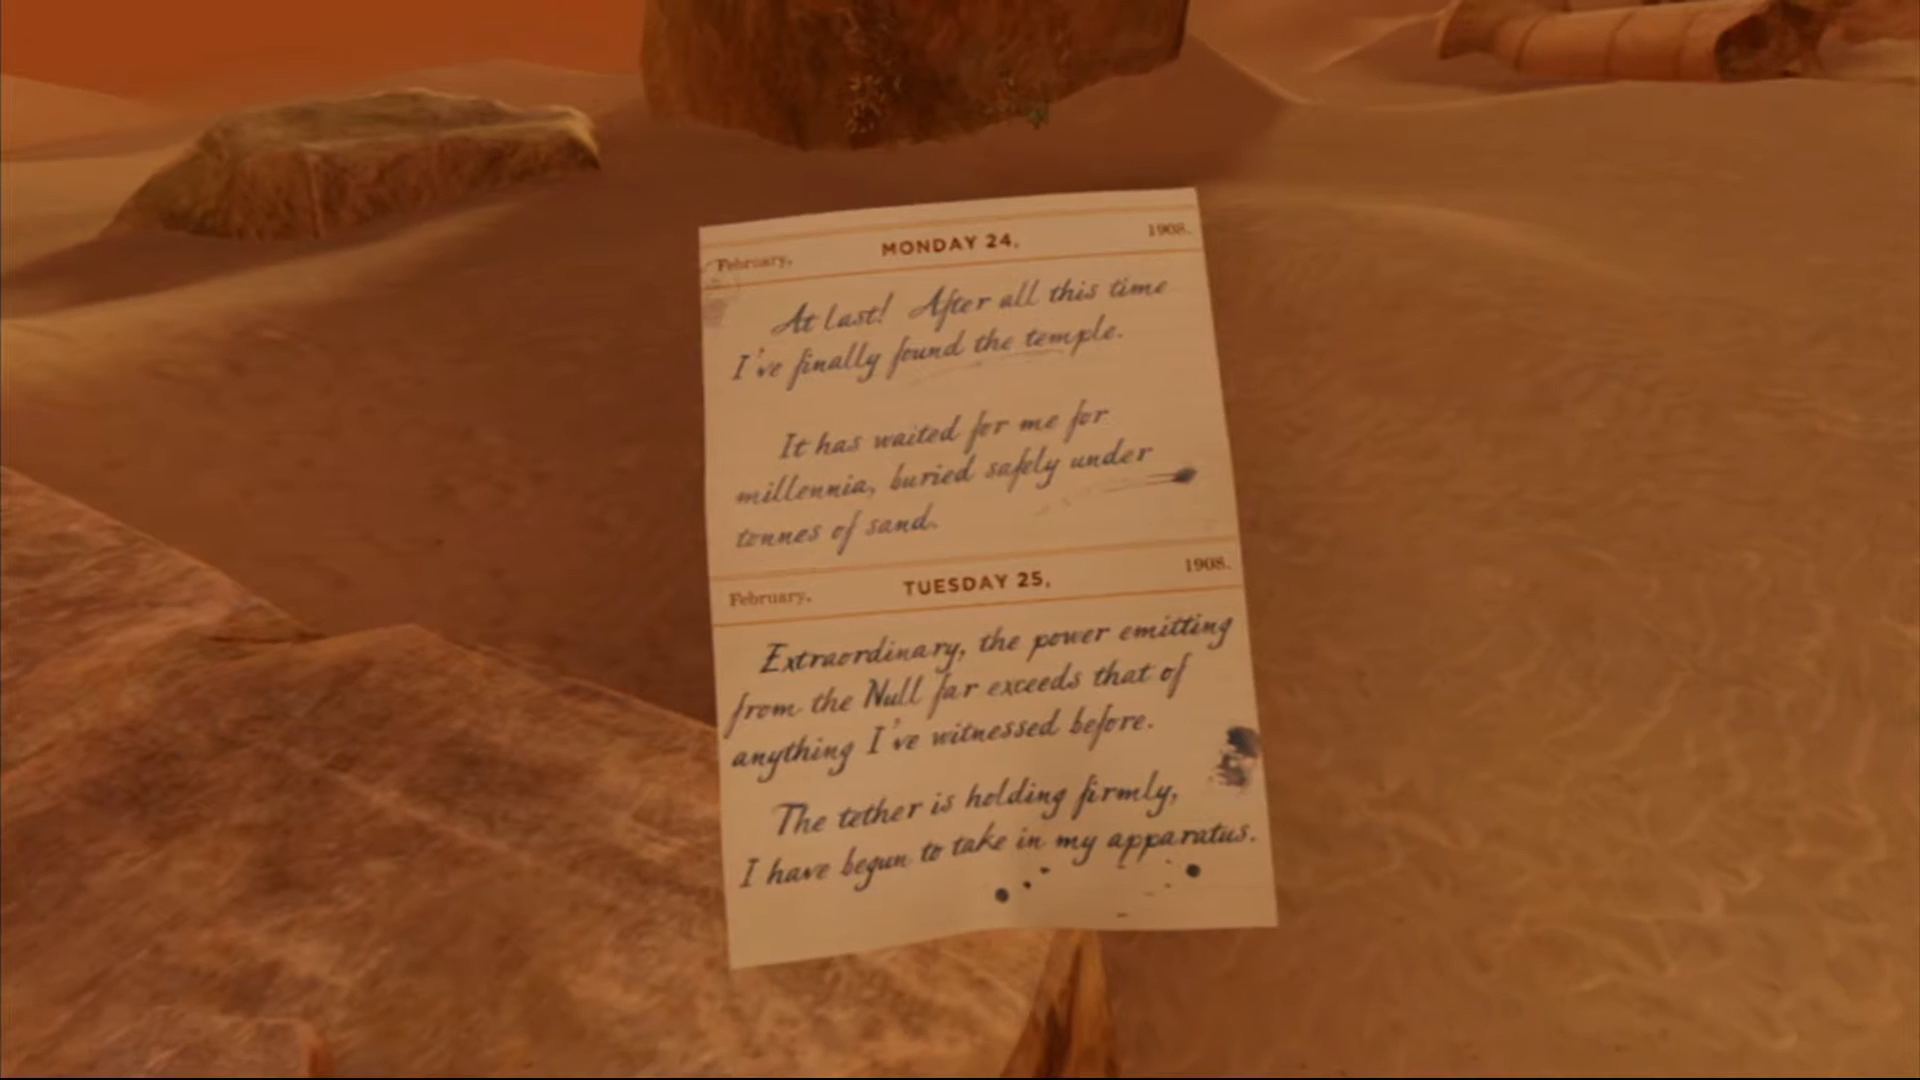 February, MONDAY 24, 1908.
At last! After all this time
I've finally found the temple.
It has waited for me for
millennia, buried safely under
tonnes of sand.
February, TUESDAY 25, 1908.
Extraordinary, the power emitting
from the Null far exceeds that of
anything I've witnessed before.
The tether is holding firmly,
I have begun to take in my apparatus.